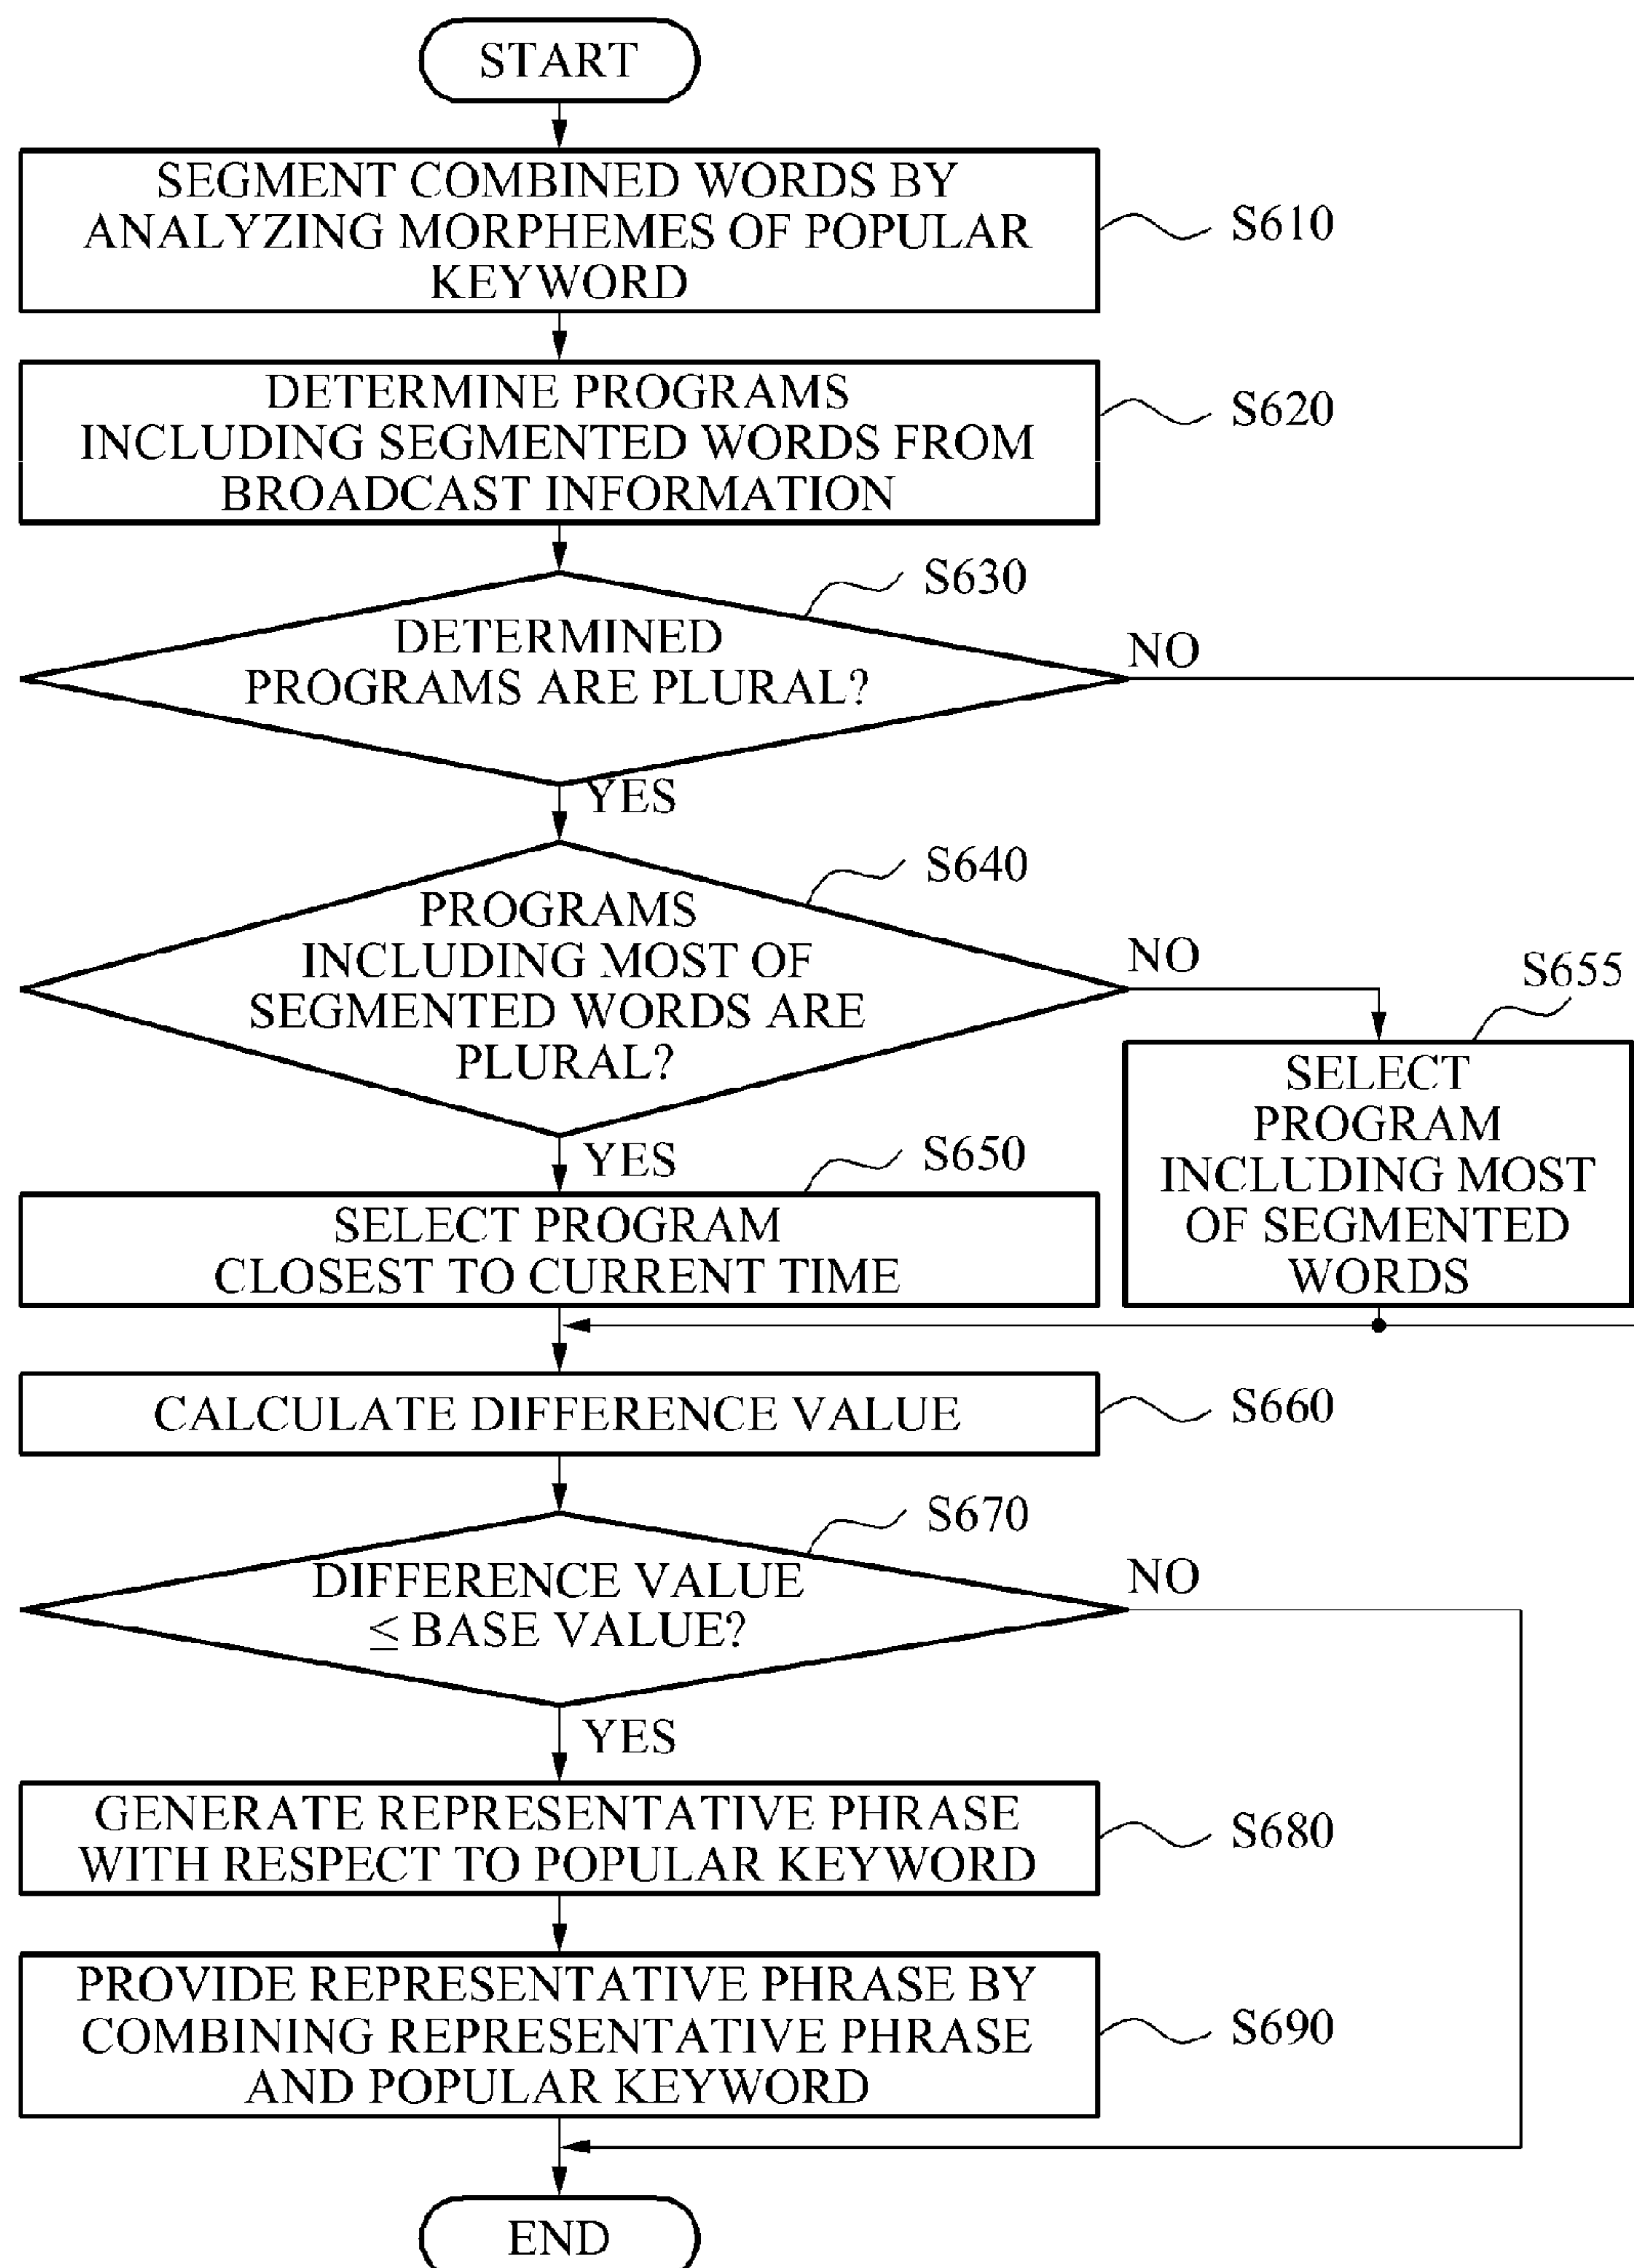 START
SEGMENT COMBINED WORDS BY
ANALYZING MORPHEMES OF POPULAR
KEYWORD
S610
DETERMINE PROGRAMS
INCLUDING SEGMENTED WORDS FROM
BROADCAST INFORMATION
S620
S630
DETERMINED
PROGRAMS ARE PLURAL?
NO
YES
S640
PROGRAMS
INCLUDING MOST OF
SEGMENTED WORDS ARE
PLURAL?
NO
S655
SELECT
PROGRAM
INCLUDING MOST
OF SEGMENTED
WORDS
YES
S650
SELECT PROGRAM
CLOSEST TO CURRENT TIME
CALCULATE DIFFERENCE VALUE
S660
S670
DIFFERENCE VALUE
≤ BASE VALUE?
NO
YES
GENERATE REPRESENTATIVE PHRASE
WITH RESPECT TO POPULAR KEYWORD
S680
PROVIDE REPRESENTATIVE PHRASE BY
COMBINING REPRESENTATIVE PHRASE
AND POPULAR KEYWORD
S690
END